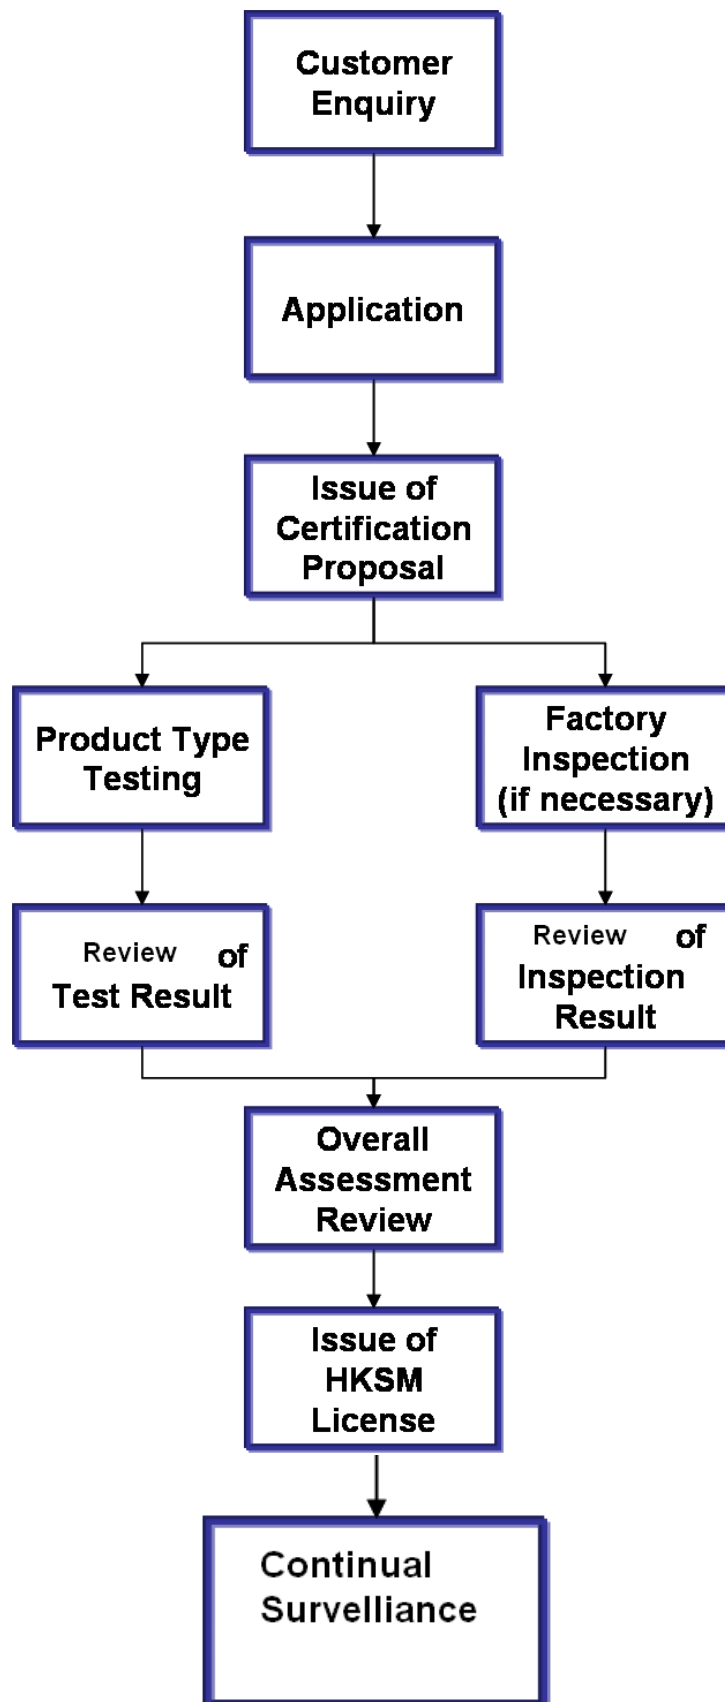 Customer
Enquiry
Application
Issue of
Certification
Proposal
Product Type
Testing
Factory
Inspection
(if necessary)
Review of
Test Result
Review of
Inspection
Result
Overall
Assessment
Review
Issue of
HKSM
License
Continual
Survelliance